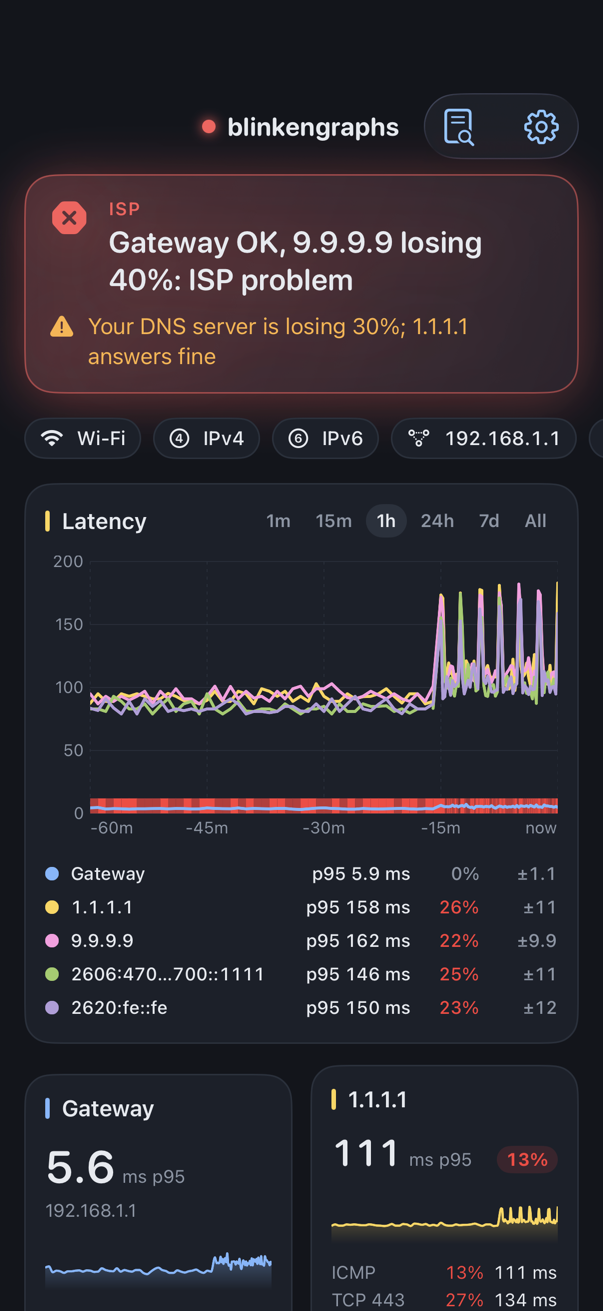 blinkengraphs
ISP
Gateway OK, 9.9.9.9 losing
40%: ISP problem
Your DNS server is losing 30%; 1.1.1.1
answers fine
Wi-Fi 4 IPv4 6 IPv6 192.168.1.1
Latency 1m 15m 1h 24h 7d All
200
150
100
50
0
-60m -45m -30m -15m now
Gateway p95 5.9 ms 0% ±1.1
1.1.1.1 p95 158 ms 26% ±11
9.9.9.9 p95 162 ms 22% ±9.9
2606:470...700::1111 p95 146 ms 25% ±11
2620:fe::fe p95 150 ms 23% ±12
Gateway
5.6 ms p95
192.168.1.1
1.1.1.1
111 ms p95 13%
ICMP 13% 111 ms
TCP 443 27% 134 ms